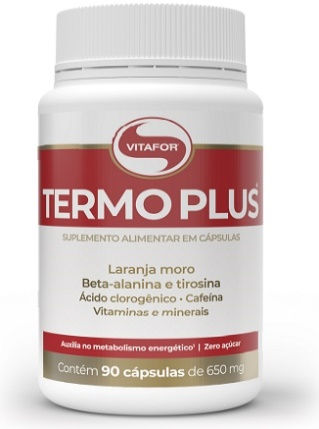 VITAFOR®
TERMO PLUS®
SUPLEMENTO ALIMENTAR EM CÁPSULAS
Laranja moro
Beta-alanina e tirosina
Ácido clorogênico • Cafeína
Vitaminas e minerais
Auxilia no metabolismo energético¹ | Zero açúcar
Contém 90 cápsulas de 650 mg